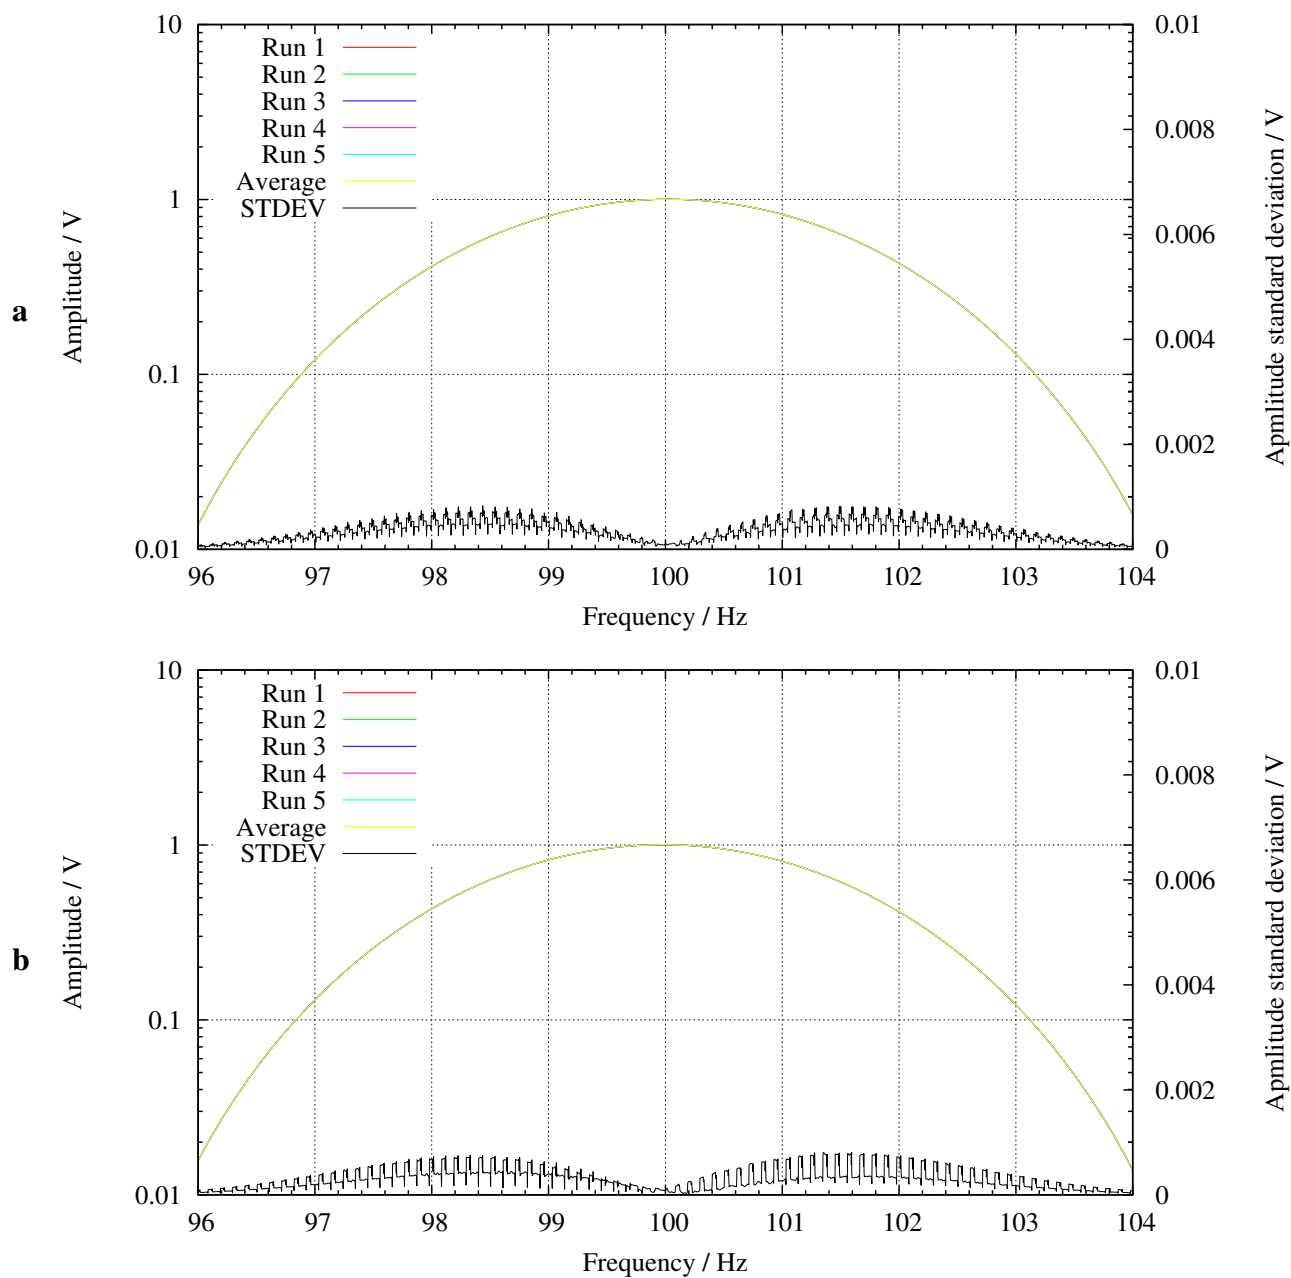 10
1
0.1
0.01
0.01
0.008
0.006
0.004
0.002
0
Run 1
Run 2
Run 3
Run 4
Run 5
Average
STDEV
a
Amplitude / V
Apmlitude standard deviation / V
96 97 98 99 100 101 102 103 104
Frequency / Hz
10
1
0.1
0.01
0.01
0.008
0.006
0.004
0.002
0
Run 1
Run 2
Run 3
Run 4
Run 5
Average
STDEV
b
Amplitude / V
Apmlitude standard deviation / V
96 97 98 99 100 101 102 103 104
Frequency / Hz